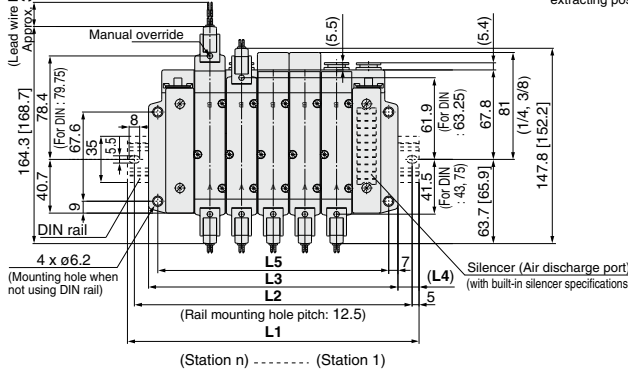 extracting pos
(Lead wire
Approx.
Manual override
(5.5)
(5.4)
164.3 [168.7]
78.4
(For DIN : 79.75)
67.6
35
5.5
8
40.7
9
61.9
(For DIN
: 63.25)
67.8
81
(1/4, 3/8)
147.8 [152.2]
41.5
(For DIN
: 43,75)
63.7 [65.9]
B B B B B
A A A A A
DIN rail
4 x ø6.2
(Mounting hole when
not using DIN rail)
L5
7
L3
(L4)
L2
5
(Rail mounting hole pitch: 12.5)
L1
Silencer (Air discharge port)
(with built-in silencer specifications
(Station n) -------- (Station 1)